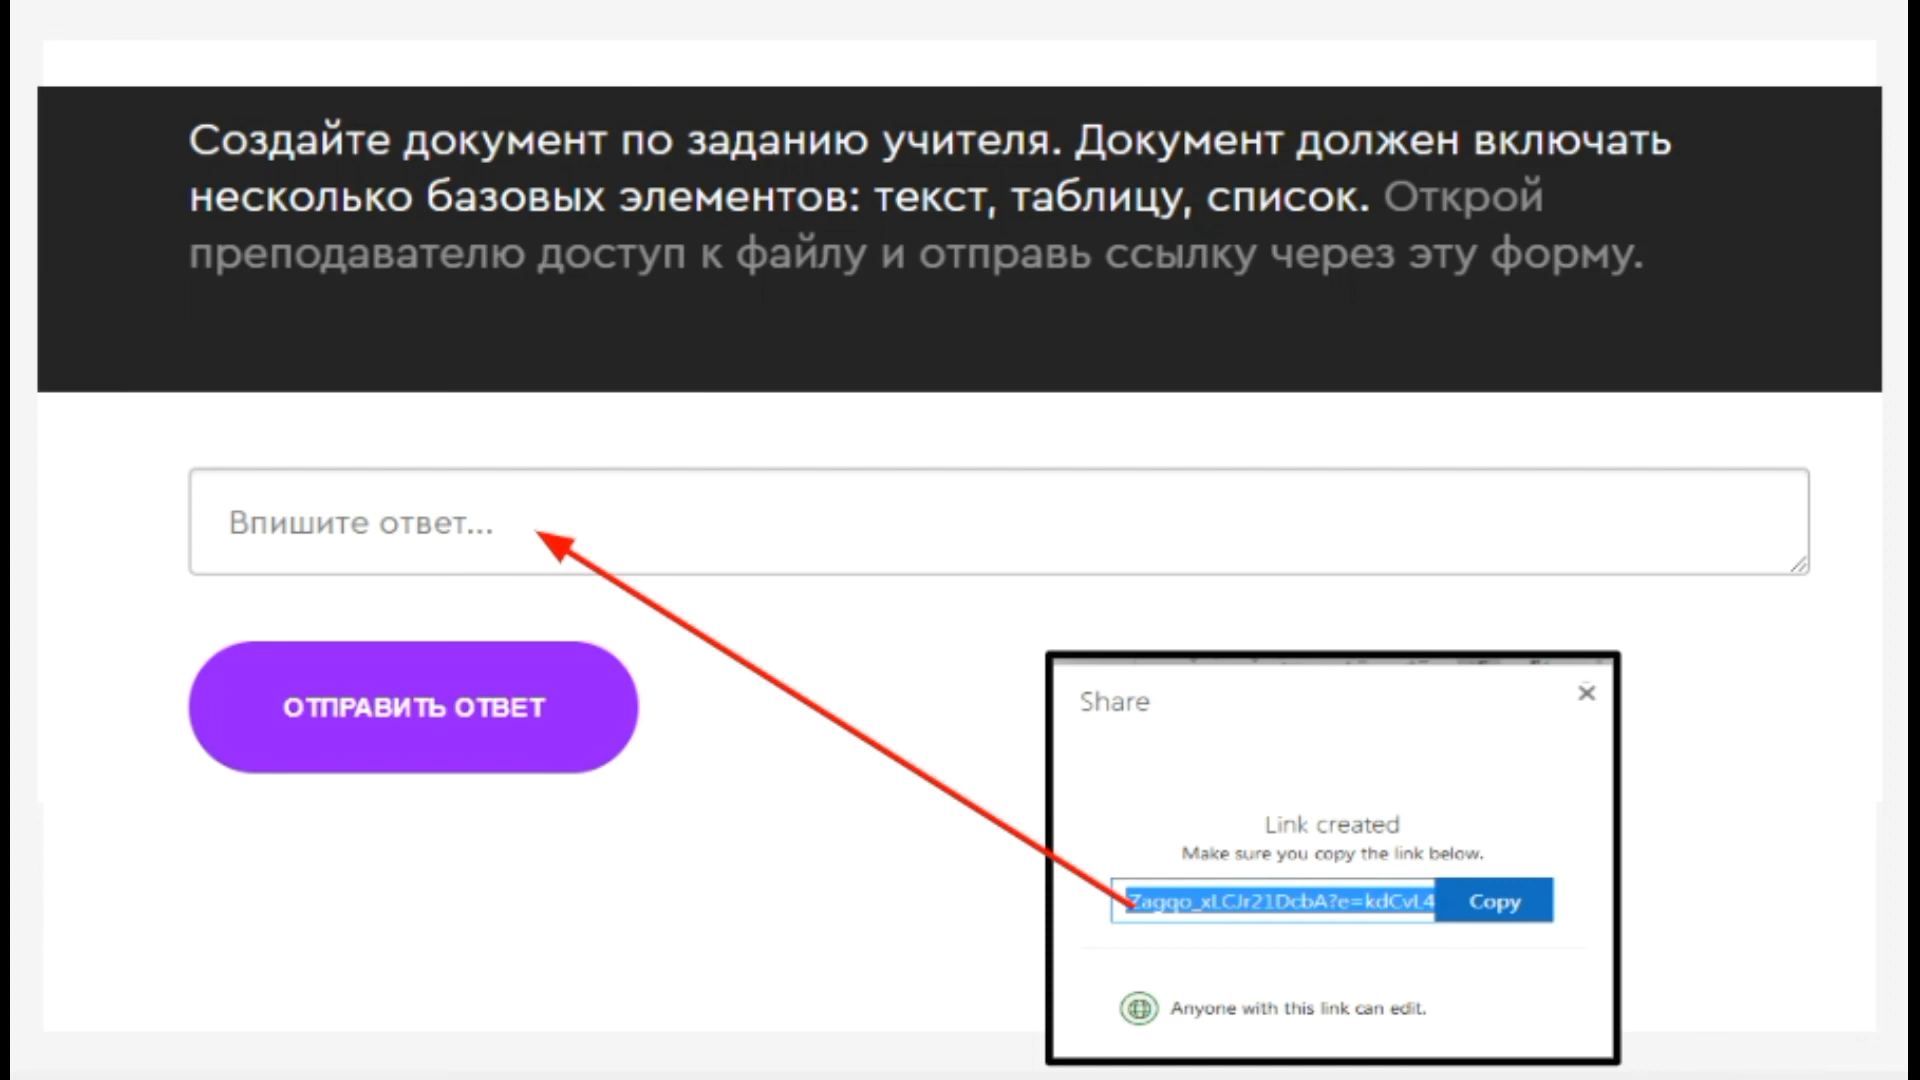 Создайте документ по заданию учителя. Документ должен включать
несколько базовых элементов: текст, таблицу, список. Открой
преподавателю доступ к файлу и отправь ссылку через эту форму.
Впишите ответ...
ОТПРАВИТЬ ОТВЕТ
Share
Link created
Make sure you copy the link below.
Zagqo_xLCJr21DcbA?e=kdCvL4 Copy
Anyone with this link can edit.